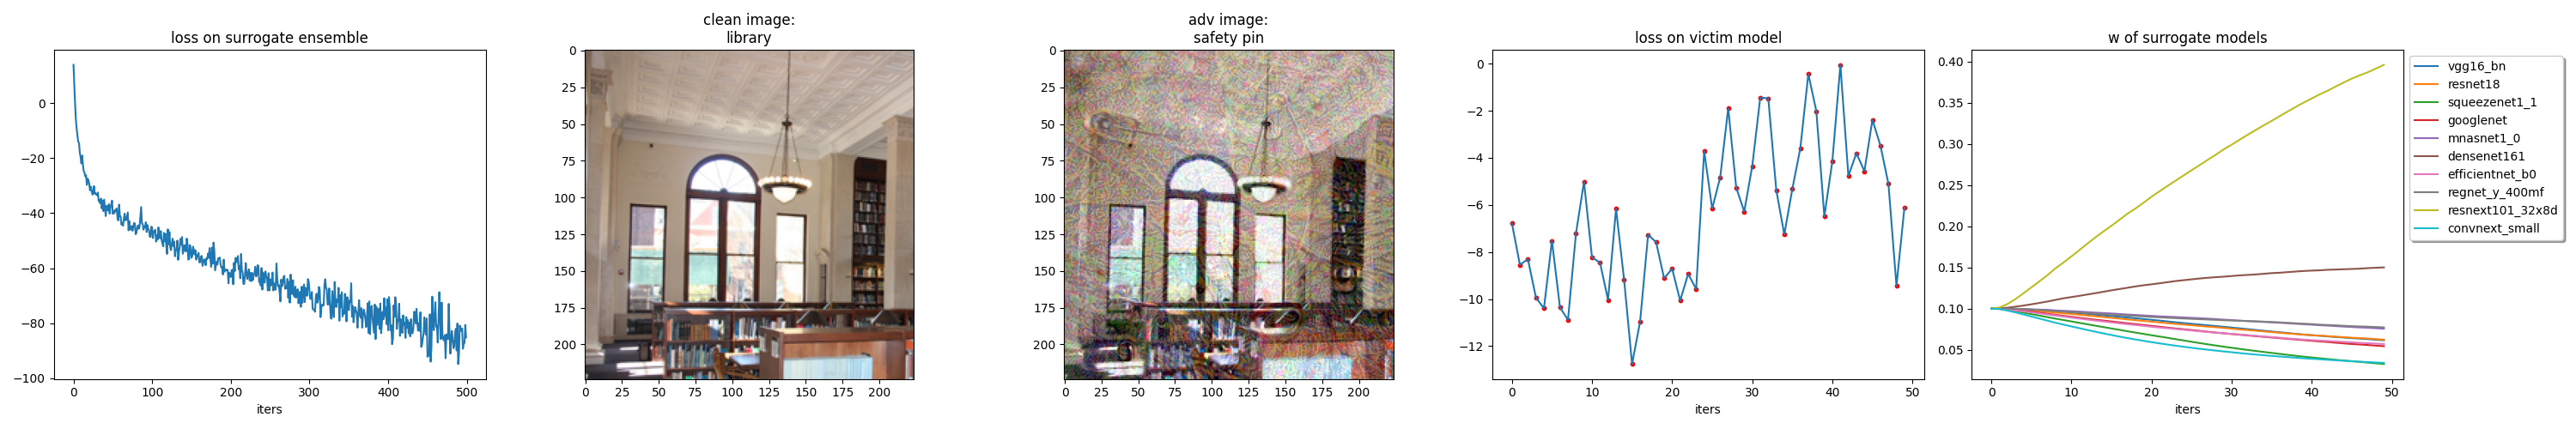 loss on surrogate ensemble
0
−20
−40
−60
−80
−100
0 100 200 300 400 500
iters
clean image:
library
0
25
50
75
100
125
150
175
200
0 25 50 75 100 125 150 175 200
adv image:
safety pin
0
25
50
75
100
125
150
175
200
0 25 50 75 100 125 150 175 200
loss on victim model
0
−2
−4
−6
−8
−10
−12
0 10 20 30 40 50
iters
w of surrogate models
0.40
0.35
0.30
0.25
0.20
0.15
0.10
0.05
0 10 20 30 40 50
iters
vgg16_bn
resnet18
squeezenet1_1
googlenet
mnasnet1_0
densenet161
efficientnet_b0
regnet_y_400mf
resnext101_32x8d
convnext_small